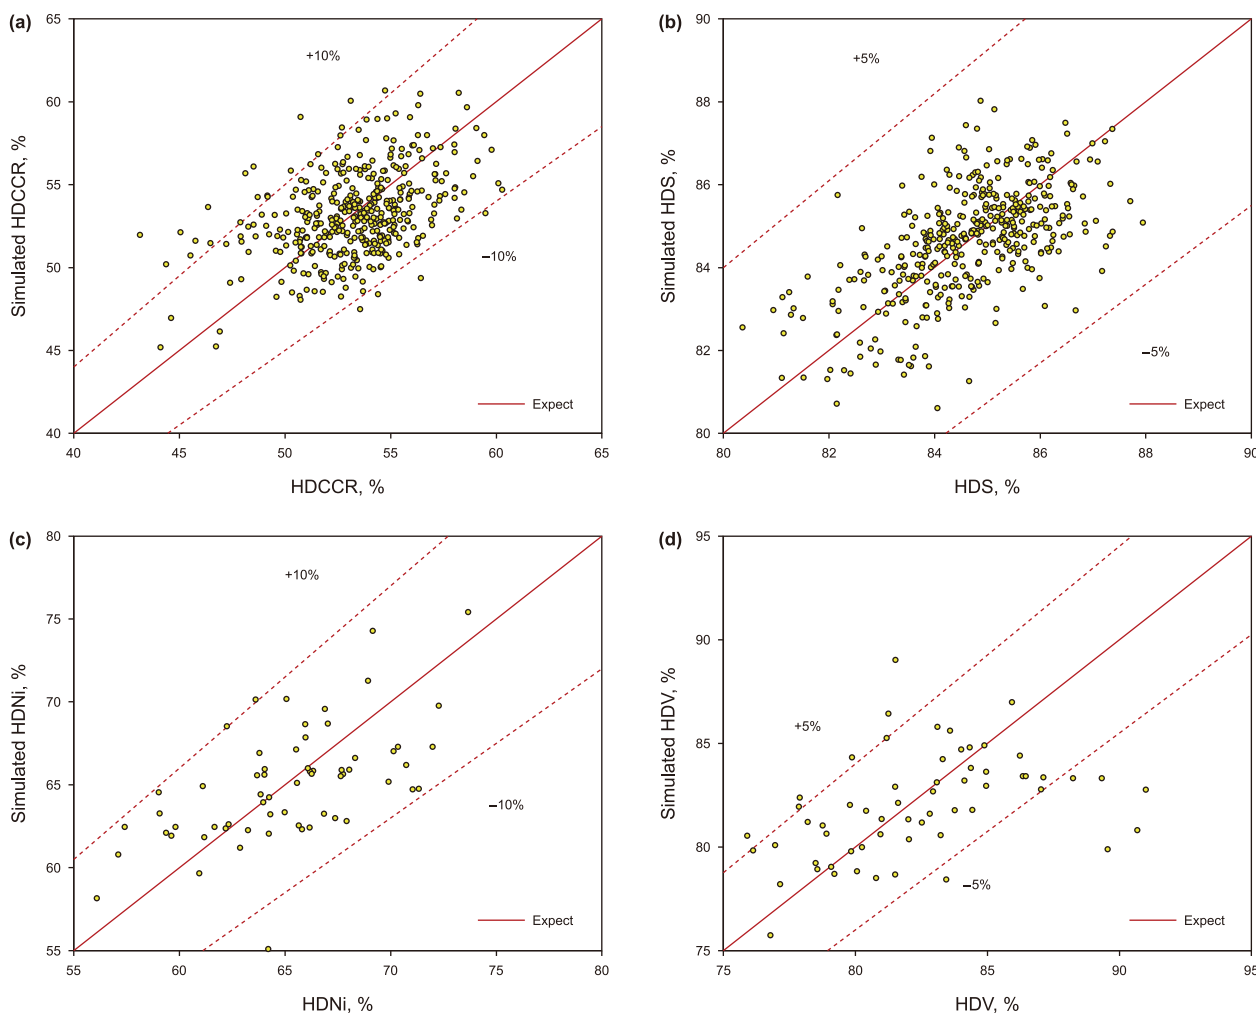 (a)
65
60
55
50
45
40
Simulated HDCCR, %
+10%
−10%
Expect
40 45 50 55 60 65
HDCCR, %
(b)
90
88
86
84
82
80
Simulated HDS, %
+5%
−5%
Expect
80 82 84 86 88 90
HDS, %
(c)
80
75
70
65
60
55
Simulated HDNi, %
+10%
−10%
Expect
55 60 65 70 75 80
HDNi, %
(d)
95
90
85
80
75
Simulated HDV, %
+5%
−5%
Expect
75 80 85 90 95
HDV, %